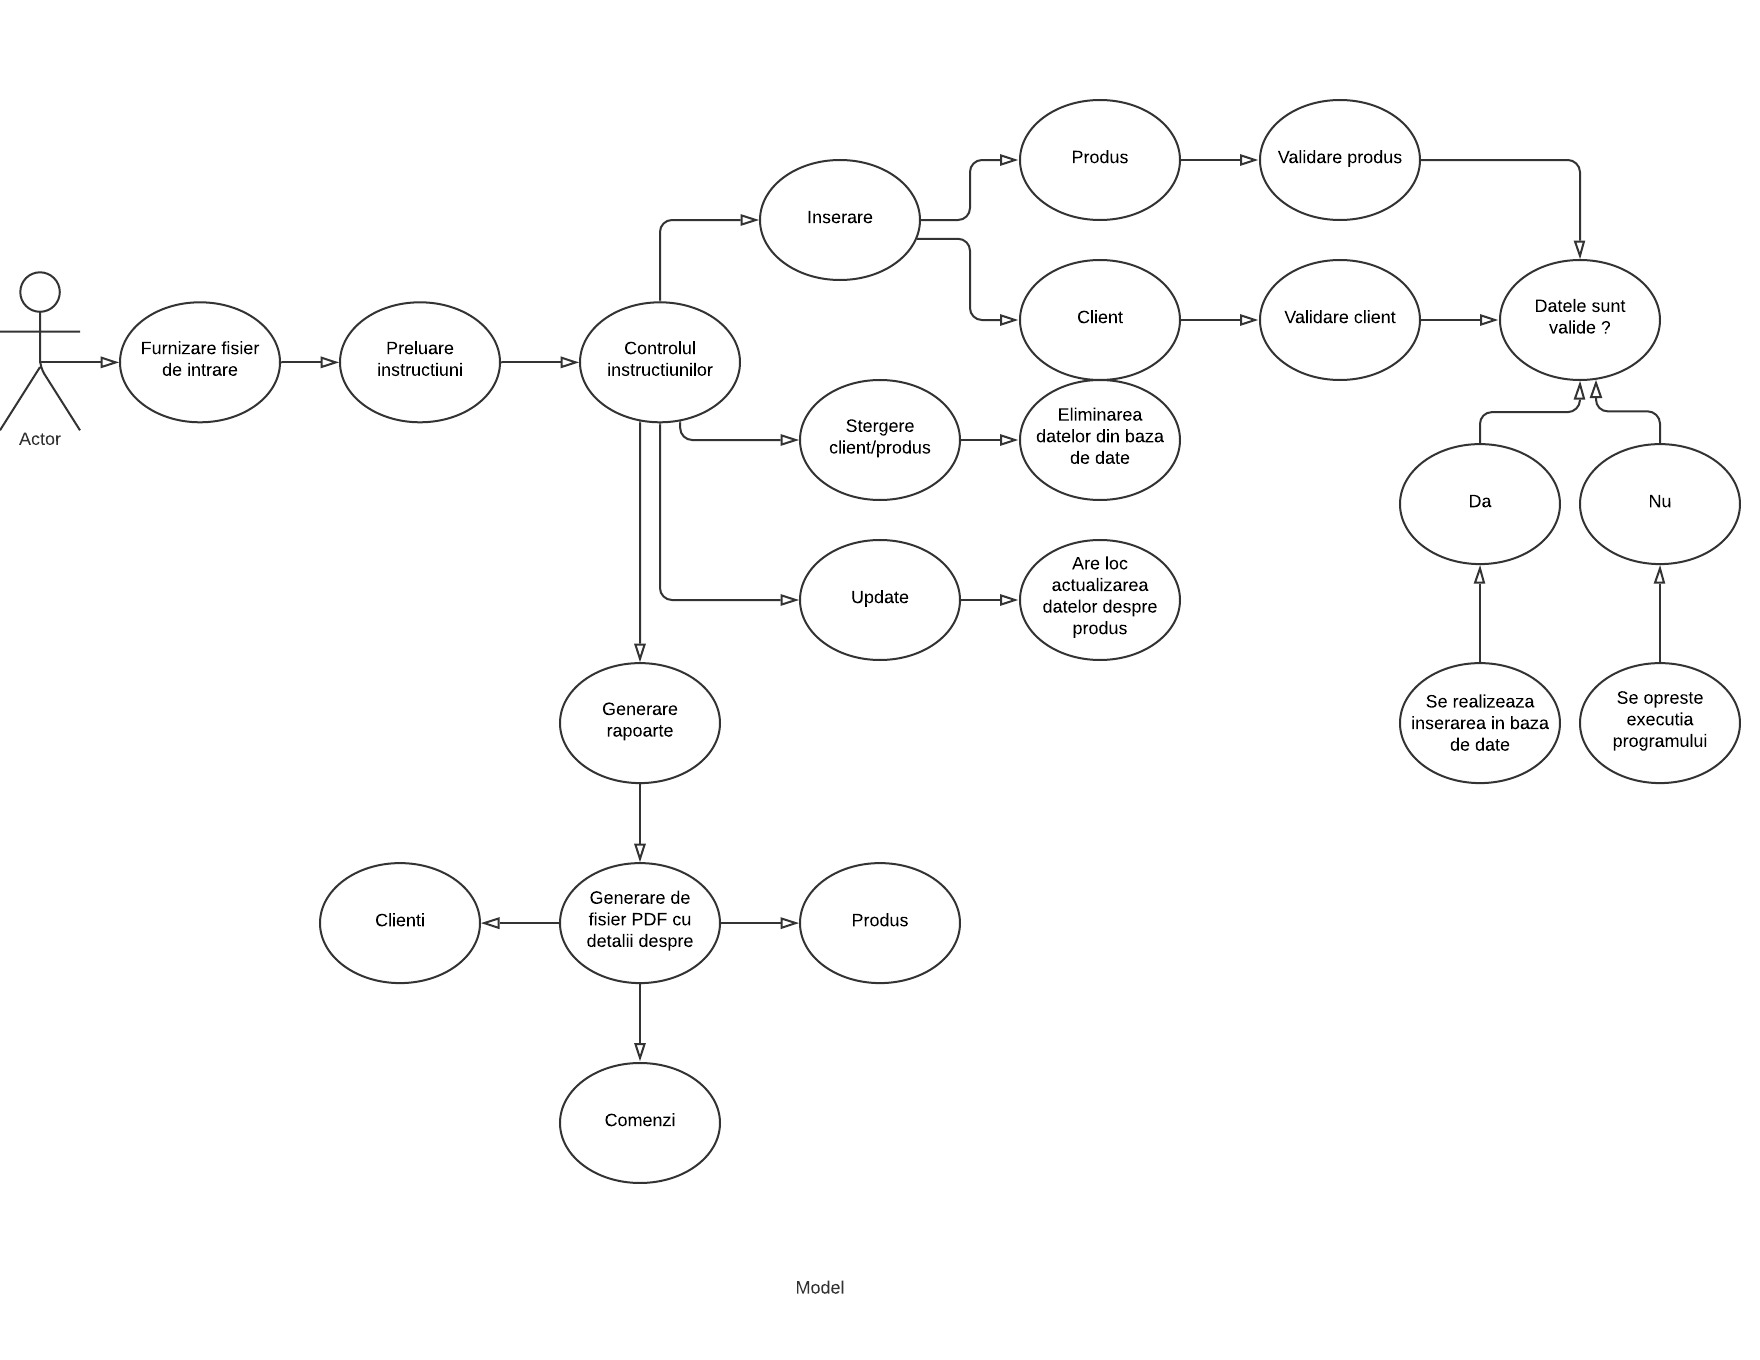 Produs
Validare produs
Inserare
Client
Validare client
Datele sunt
valide ?
Actor
Furnizare fisier
de intrare
Preluare
instructiuni
Controlul
instructiunilor
Stergere
client/produs
Eliminarea
datelor din baza
de date
Da
Nu
Update
Are loc
actualizarea
datelor despre
produs
Generare
rapoarte
Se realizeaza
inserarea in baza
de date
Se opreste
executia
programului
Clienti
Generare de
fisier PDF cu
detalii despre
Produs
Comenzi
Model